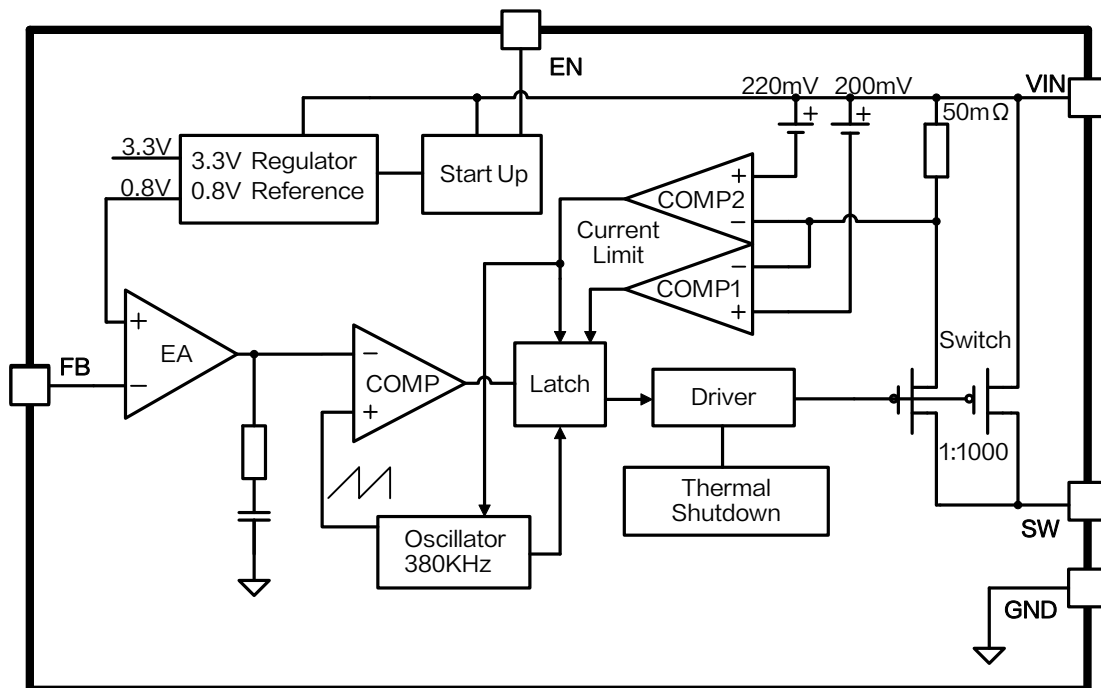 EN
220mV
200mV
VIN
+
+
50mΩ
3.3V
3.3V Regulator
0.8V
0.8V Reference
Start Up
+
COMP2
−
Current
Limit
−
COMP1
+
+
EA
−
FB
−
COMP
+
Latch
Driver
Switch
1:1000
Thermal
Shutdown
Oscillator
380KHz
SW
GND